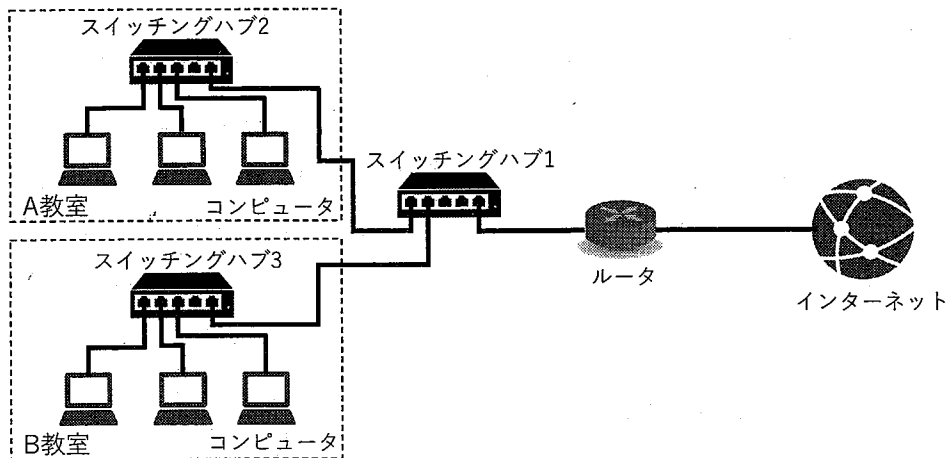 スイッチングハブ2
A教室
コンピュータ
スイッチングハブ1
ルータ
インターネット
スイッチングハブ3
B教室
コンピュータ